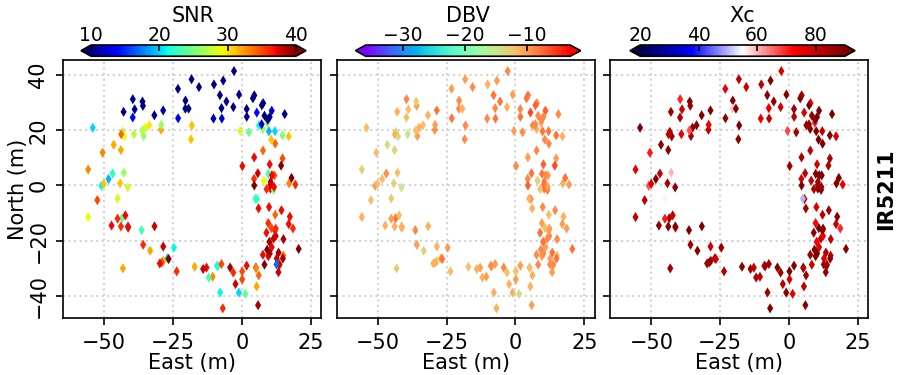 SNR DBV Xc
10 20 30 40 −30 −20 −10 20 40 60 80
40
20
0
−20
−40
North (m)
IR5211
−50 −25 0 25 −50 −25 0 25 −50 −25 0 25
East (m) East (m) East (m)